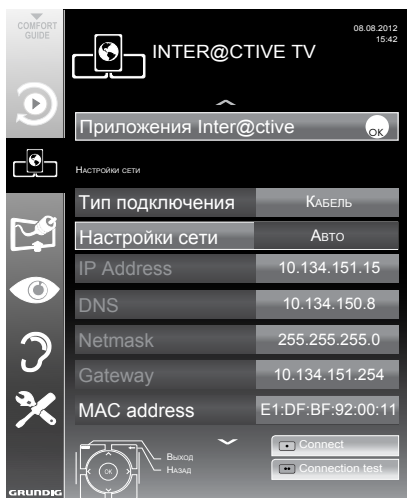 COMFORT
GUIDE
08.08.2012
15:42
INTER@CTIVE TV
Приложения Inter@ctive
OK
Настройки сети
Тип подключения Кабель
Настройки сети Авто
IP Address 10.134.151.15
DNS 10.134.150.8
Netmask 255.255.255.0
Gateway 10.134.151.254
MAC address E1:DF:BF:92:00:11
OK
Выход
Назад
Connect
Connection test
GRUNDIG